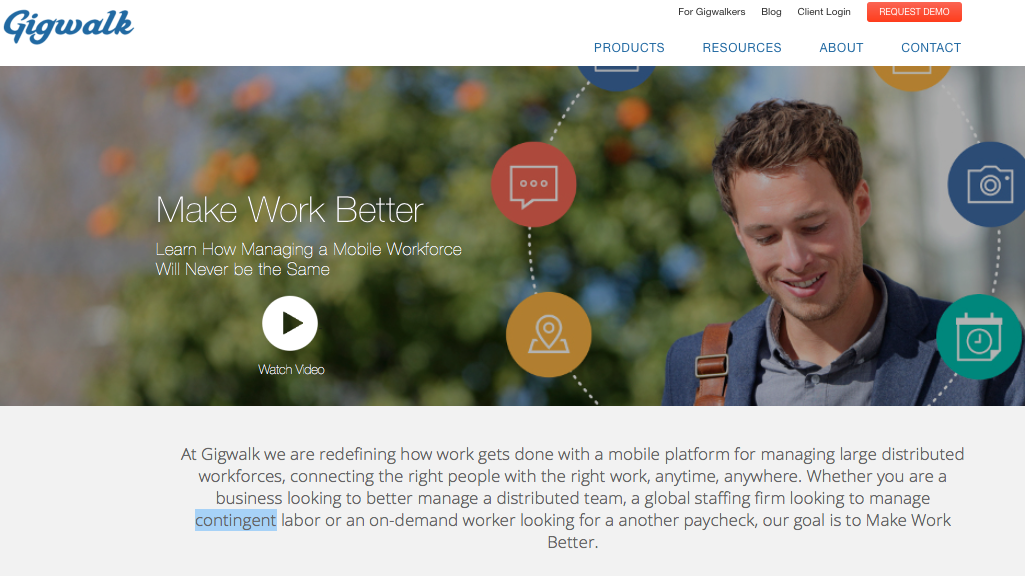 Gigwalk
For Gigwalkers Blog Client Login REQUEST DEMO
PRODUCTS RESOURCES ABOUT CONTACT
Make Work Better
Learn How Managing a Mobile Workforce
Will Never be the Same
Watch Video
At Gigwalk we are redefining how work gets done with a mobile platform for managing large distributed
workforces, connecting the right people with the right work, anytime, anywhere. Whether you are a
business looking to better manage a distributed team, a global staffing firm looking to manage
contingent labor or an on-demand worker looking for a another paycheck, our goal is to Make Work
Better.